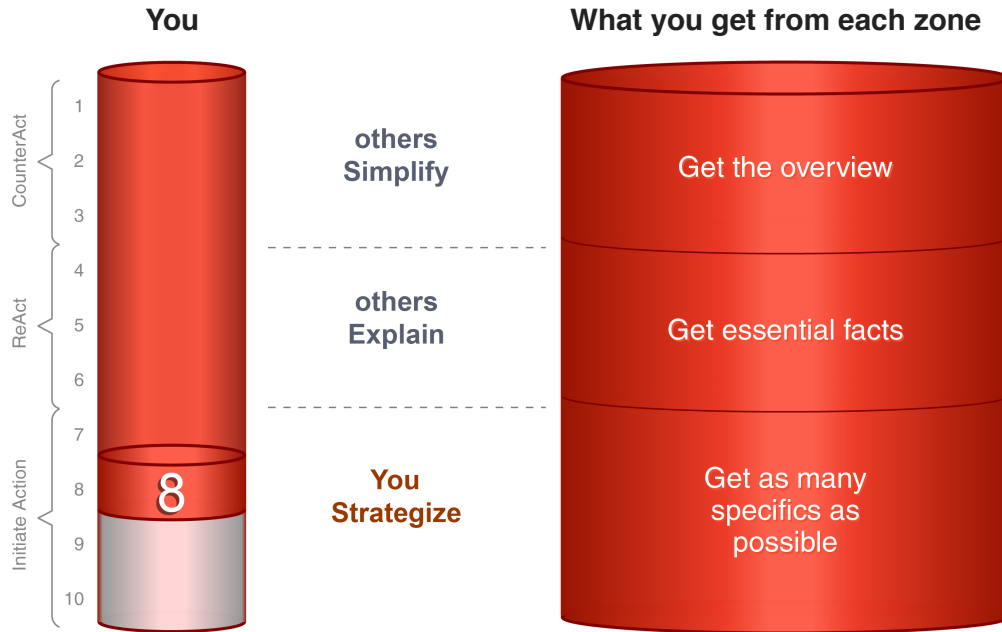 You
What you get from each zone
CounterAct
1
2
3
others
Simplify
Get the overview
ReAct
4
5
6
others
Explain
Get essential facts
Initiate Action
7
8
9
10
8
You
Strategize
Get as many
specifics as
possible